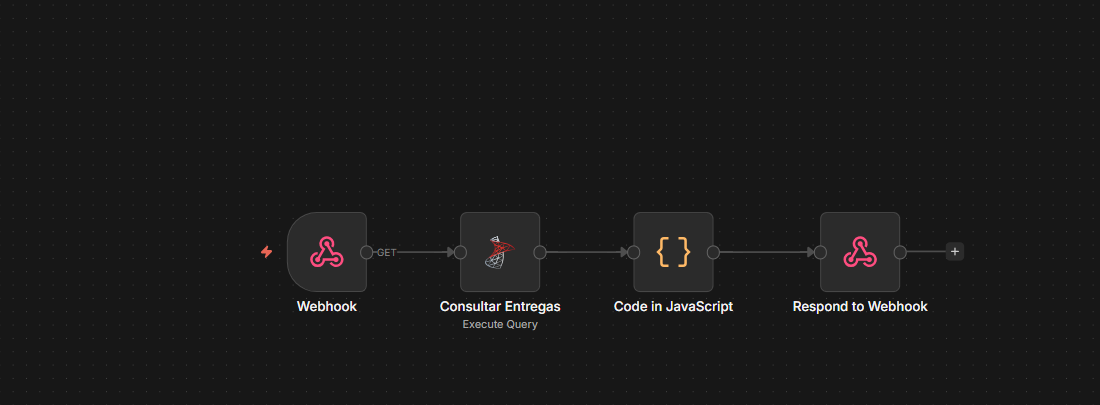 GET
Webhook
Consultar Entregas
Execute Query
{ }
Code in JavaScript
Respond to Webhook
+